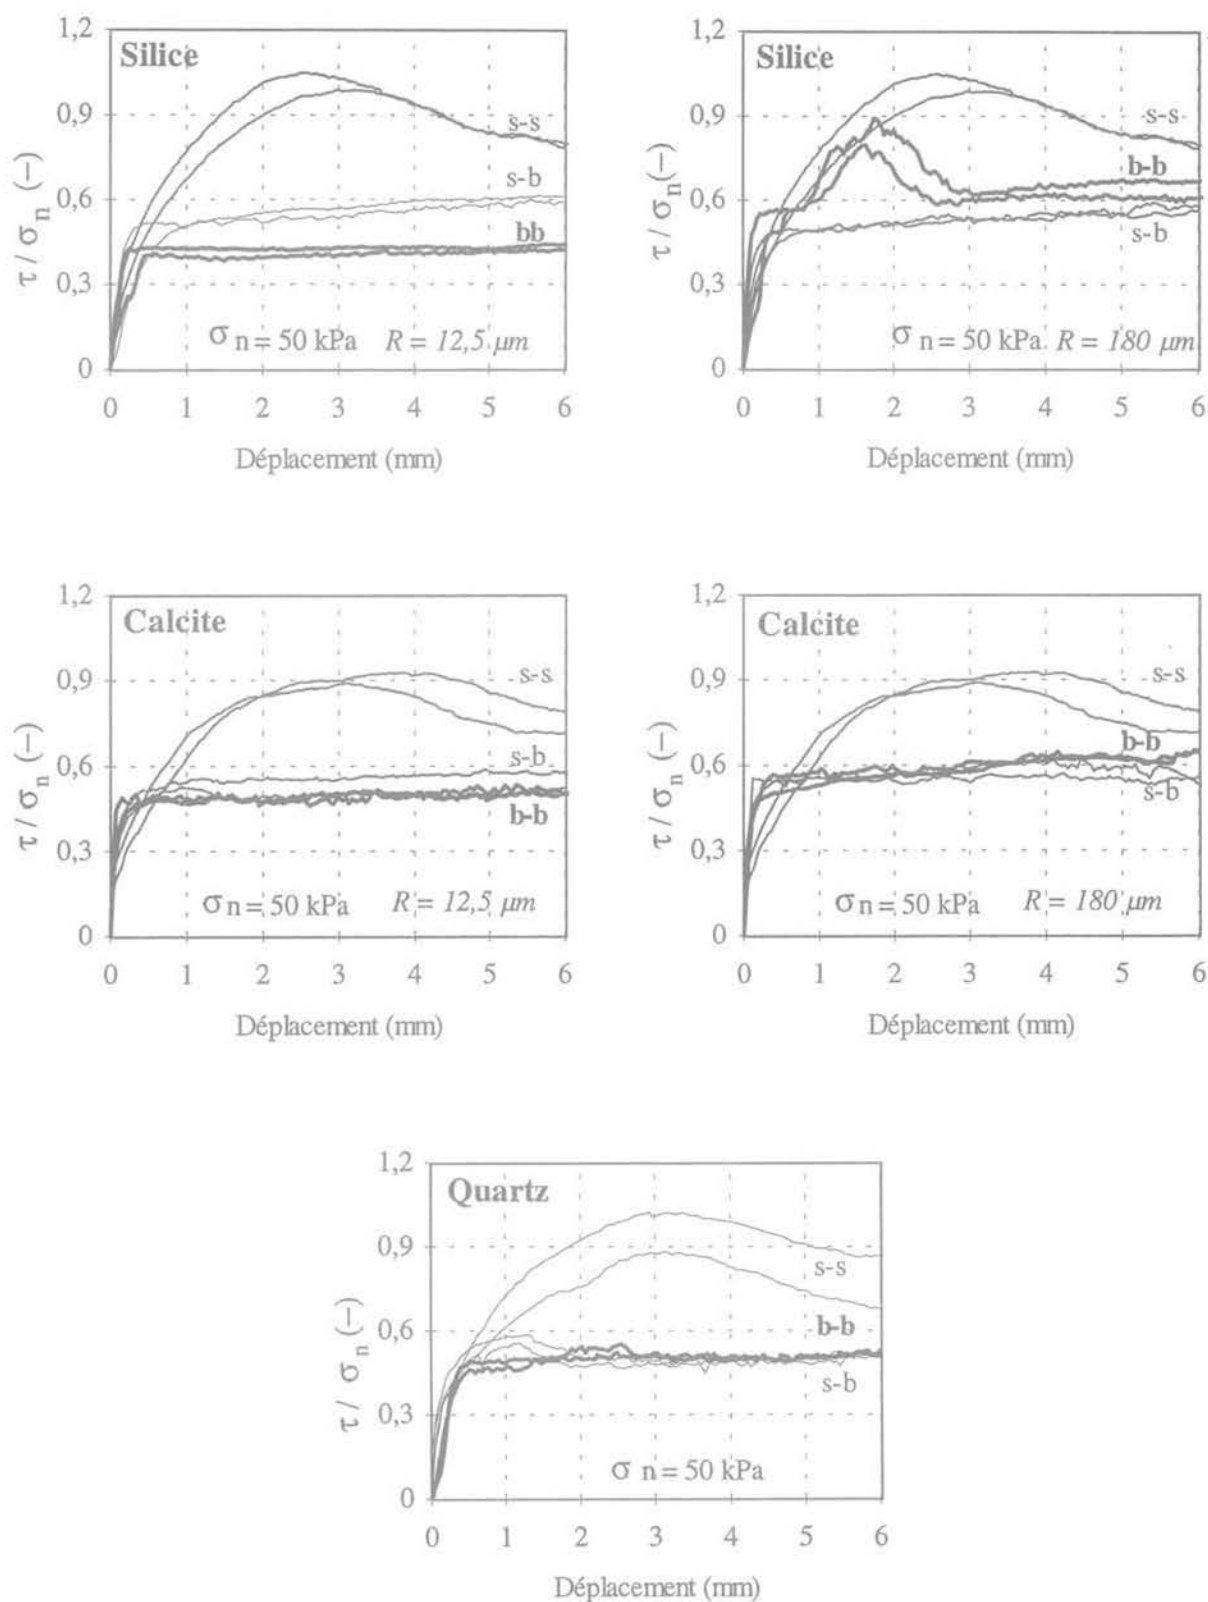 1,2
Silice
0,9
s-s
s-b
0,6
bb
0,3
σn = 50 kPa R = 12,5 µm
0
0 1 2 3 4 5 6
τ / σn (–)
Déplacement (mm)
1,2
Silice
0,9
s-s
b-b
0,6
s-b
0,3
σn = 50 kPa R = 180 µm
0
0 1 2 3 4 5 6
τ / σn (–)
Déplacement (mm)
1,2
Calcite
0,9
s-s
s-b
0,6
b-b
0,3
σn = 50 kPa R = 12,5 µm
0
0 1 2 3 4 5 6
τ / σn (–)
Déplacement (mm)
1,2
Calcite
0,9
s-s
b-b
0,6
s-b
0,3
σn = 50 kPa R = 180 µm
0
0 1 2 3 4 5 6
τ / σn (–)
Déplacement (mm)
1,2
Quartz
0,9
s-s
b-b
0,6
s-b
0,3
σn = 50 kPa
0
0 1 2 3 4 5 6
τ / σn (–)
Déplacement (mm)